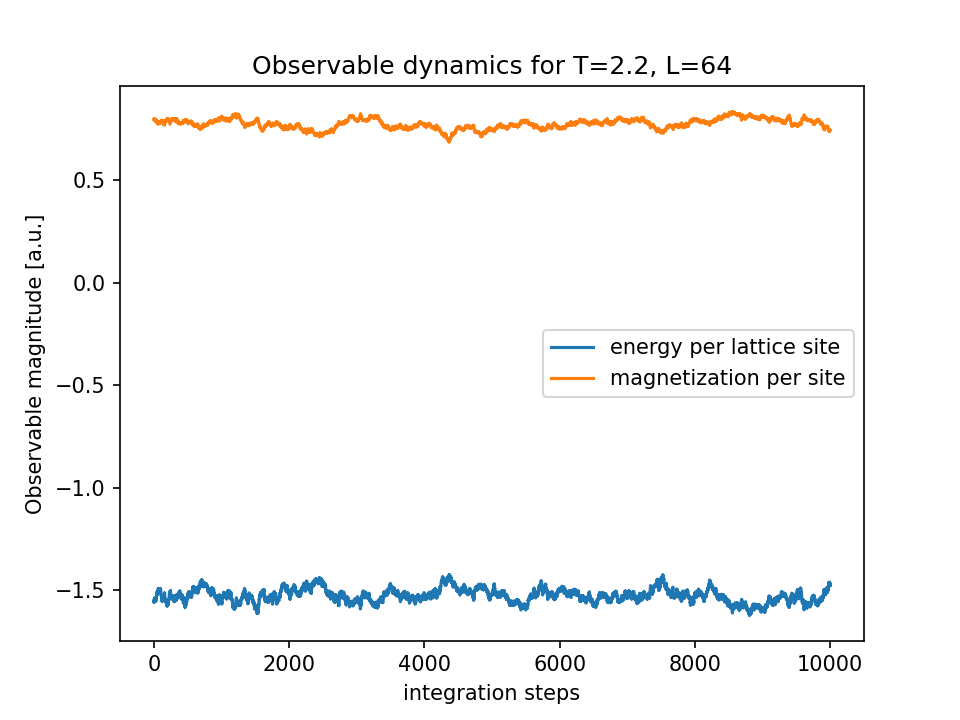 Observable dynamics for T=2.2, L=64
Observable magnitude [a.u.]
0.5
0.0
−0.5
−1.0
−1.5
energy per lattice site
magnetization per site
0 2000 4000 6000 8000 10000
integration steps